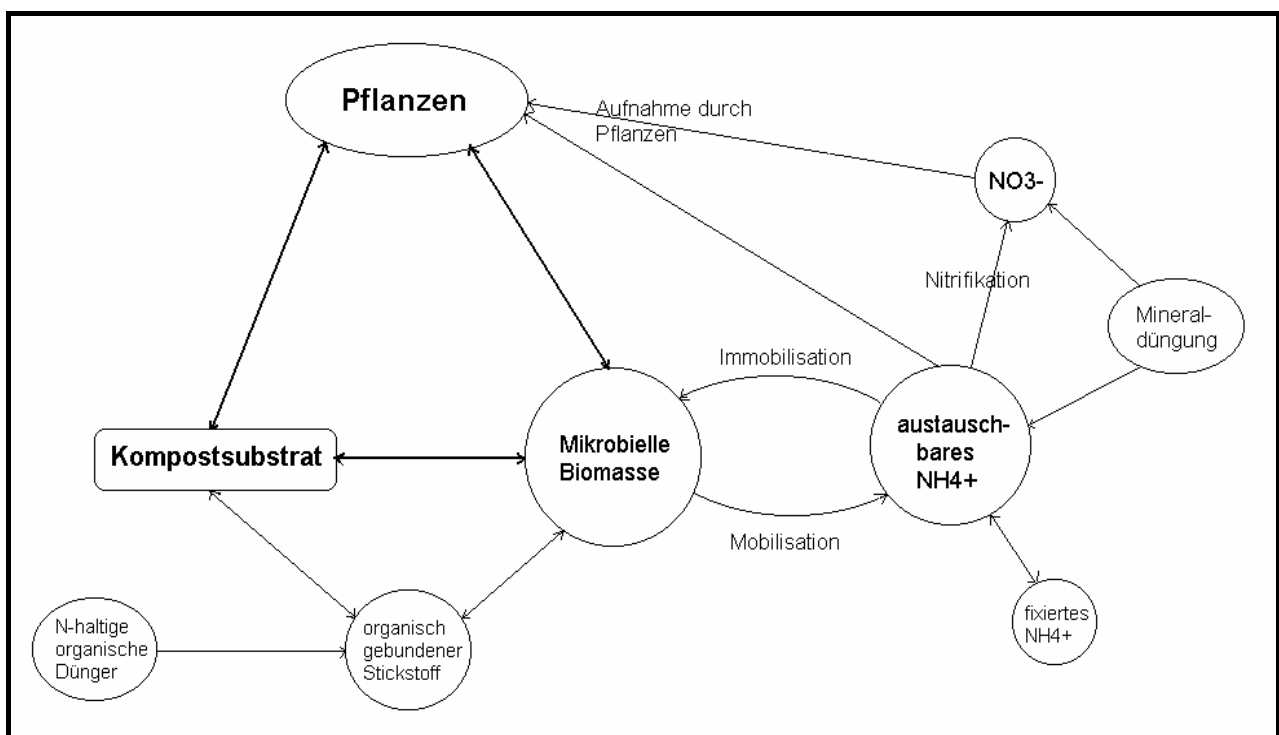 Pflanzen
Aufnahme durch
Pflanzen
NO3-
Nitrifikation
Mineral-
düngung
Immobilisation
austausch-
bares
NH4+
Kompostsubstrat
Mikrobielle
Biomasse
Mobilisation
N-haltige
organische
Dünger
organisch
gebundener
Stickstoff
fixiertes
NH4+